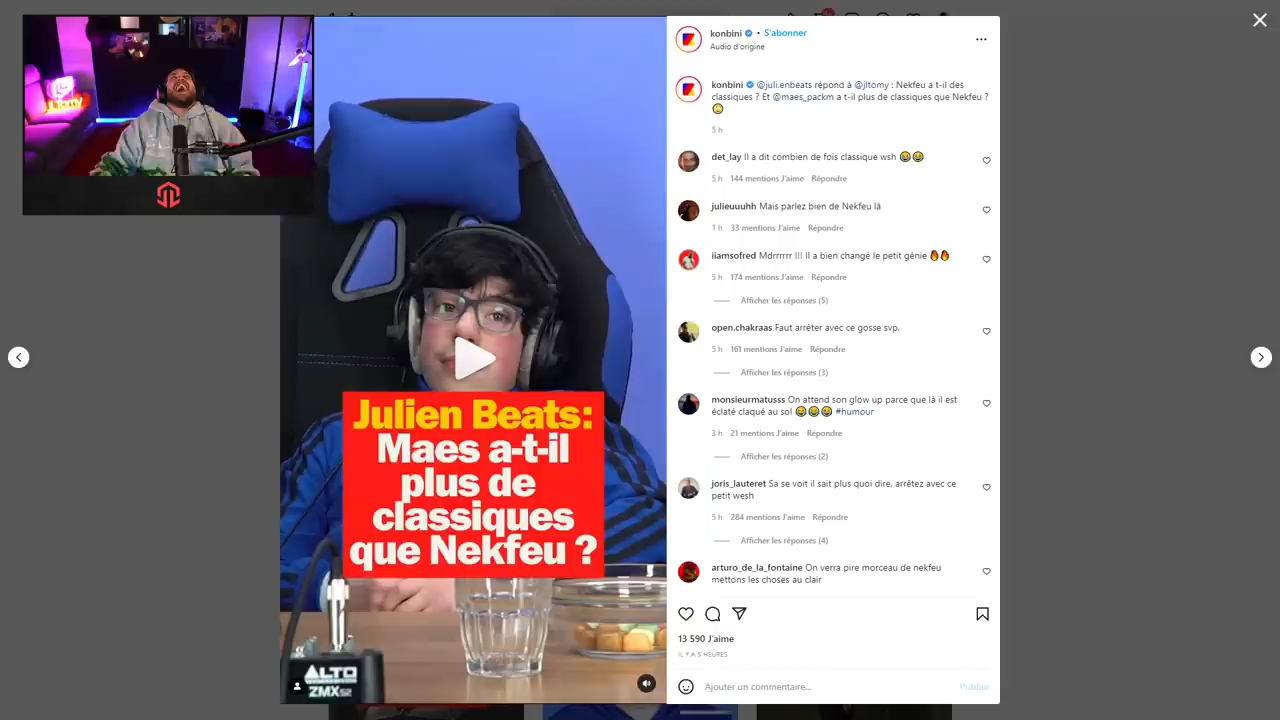 konbini • S'abonner
Audio d'origine
konbini @juli.enbeats répond à @jltomy : Nekfeu a t-il des
classiques ? Et @maes_packm a t-il plus de classiques que Nekfeu ?
5 h
det_lay Il a dit combien de fois classique wsh
5 h 144 mentions J'aime Répondre
julieuuuhh Mais parlez bien de Nekfeu là
1 h 33 mentions J'aime Répondre
iiamsofred Mdrrrrrr !!! Il a bien changé le petit génie
5 h 174 mentions J'aime Répondre
Afficher les réponses (5)
open.chakraas Faut arrêter avec ce gosse svp.
5 h 161 mentions J'aime Répondre
Afficher les réponses (3)
monsieurmatusss On attend son glow up parce que là il est
éclaté claqué au sol #humour
3 h 21 mentions J'aime Répondre
Afficher les réponses (2)
joris_lauteret Sa se voit il sait plus quoi dire, arrêtez avec ce
petit wesh
5 h 284 mentions J'aime Répondre
Afficher les réponses (4)
arturo_de_la_fontaine On verra pire morceau de nekfeu
mettons les choses au clair
13 590 J'aime
IL Y A 5 HEURES
Ajouter un commentaire...
Publier
Julien Beats:
Maes a-t-il
plus de
classiques
que Nekfeu ?
ALTO
ZMX52